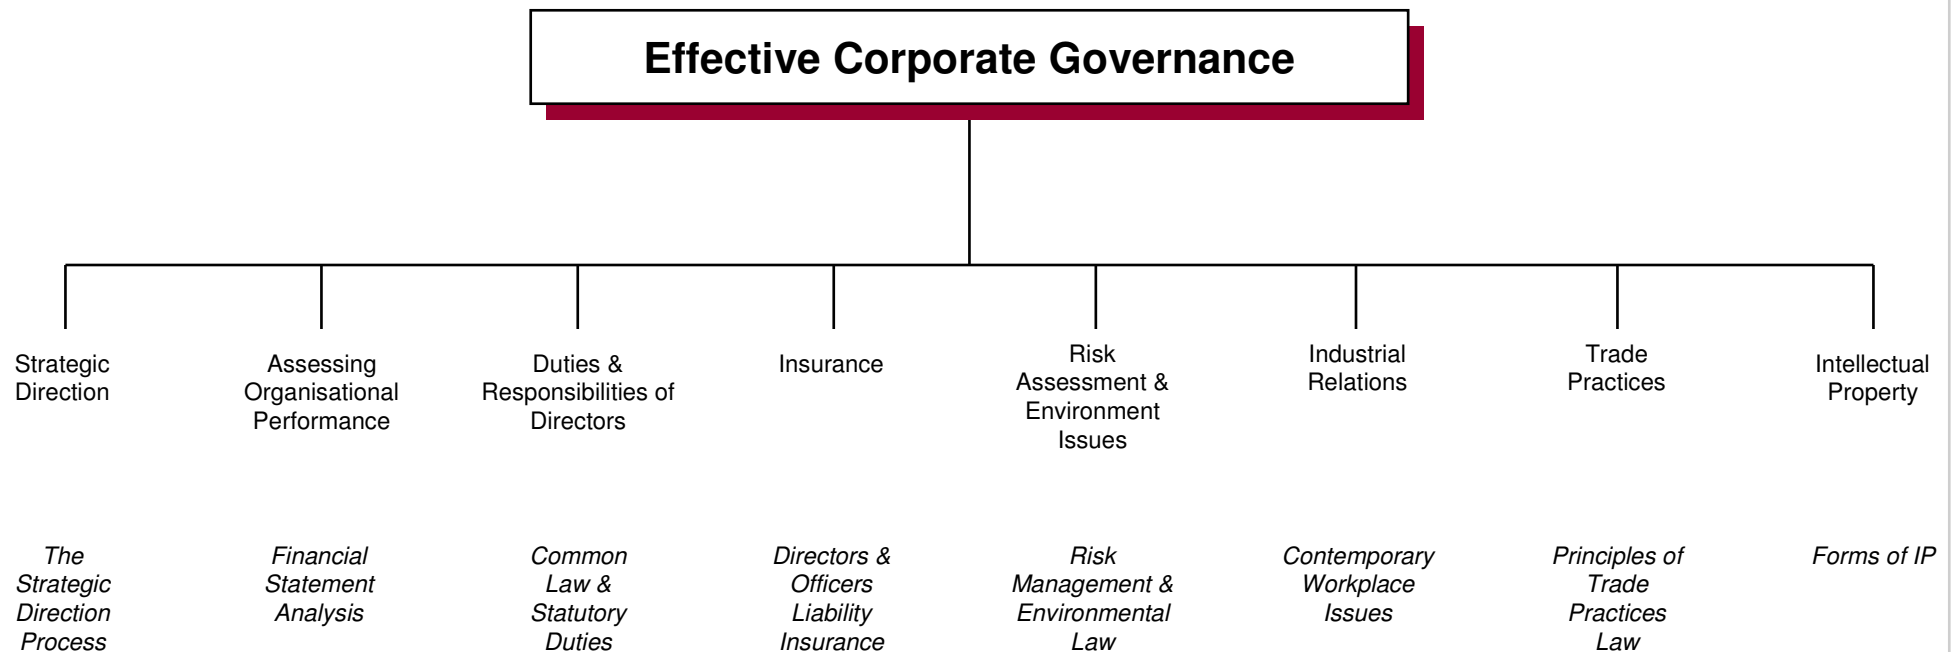 Effective Corporate Governance
Strategic
Direction
Assessing
Organisational
Performance
Duties &
Responsibilities of
Directors
Insurance
Risk
Assessment &
Environment
Issues
Industrial
Relations
Trade
Practices
Intellectual
Property
The
Strategic
Direction
Process
Financial
Statement
Analysis
Common
Law &
Statutory
Duties
Directors &
Officers
Liability
Insurance
Risk
Management &
Environmental
Law
Contemporary
Workplace
Issues
Principles of
Trade
Practices
Law
Forms of IP